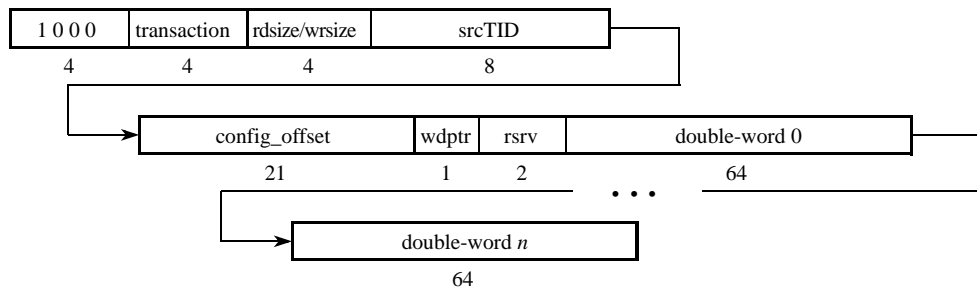 1 0 0 0 transaction rdsize/wrsize srcTID
4 4 4 8
config_offset wdptr rsrv double-word 0
21 1 2 64
• • •
double-word n
64